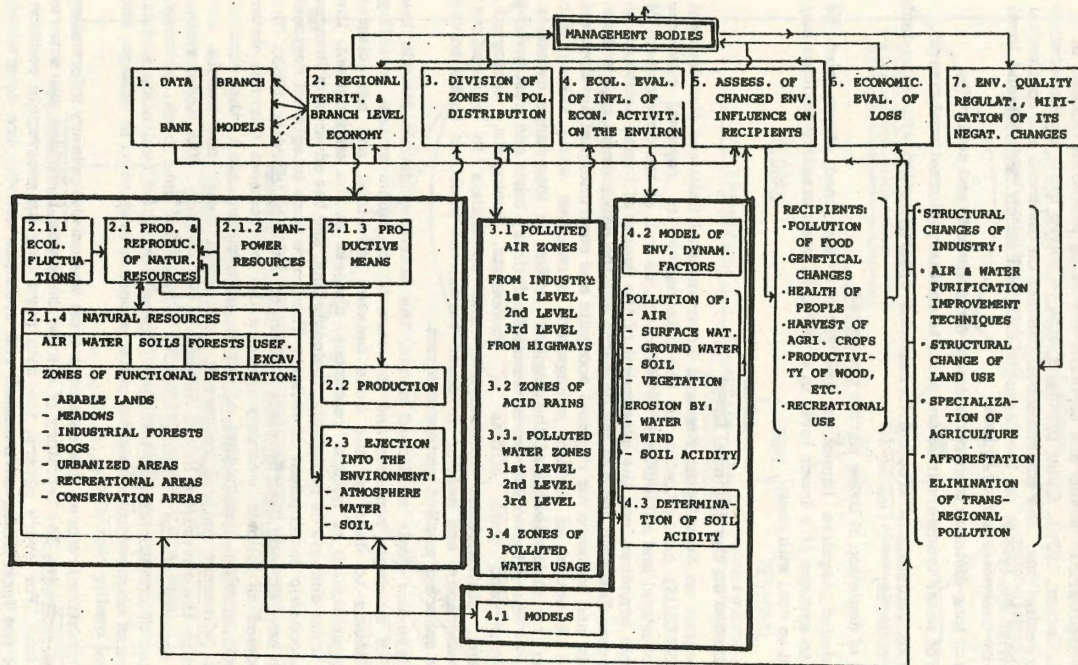 MANAGEMENT BODIES
1. DATA
BANK
BRANCH
MODELS
2. REGIONAL
TERRIT. &
BRANCH LEVEL
ECONOMY
3. DIVISION OF
ZONES IN POL.
DISTRIBUTION
4. ECOL. EVAL.
OF INFL. OF
ECON. ACTIVIT.
ON THE ENVIRON
5. ASSESS. OF
CHANGED ENV.
INFLUENCE ON
RECIPIENTS
6. ECONOMIC.
EVAL. OF
LOSS
7. ENV. QUALITY
REGULAT., MIFI-
GATION OF ITS
NEGAT. CHANGES
2.1.1
ECOL.
FLUCTUA-
TIONS
2.1 PROD. &
REPRODUC.
OF NATUR.
RESOURCES
2.1.2 MAN-
POWER
RESOURCES
2.1.3 PRO-
DUCTIVE
MEANS
2.1.4 NATURAL RESOURCES
AIR WATER SOILS FORESTS USEF.
EXCAV.
ZONES OF FUNCTIONAL DESTINATION:
- ARABLE LANDS
- MEADOWS
- INDUSTRIAL FORESTS
- BOGS
- URBANIZED AREAS
- RECREATIONAL AREAS
- CONSERVATION AREAS
2.2 PRODUCTION
2.3 EJECTION
INTO THE
ENVIRONMENT:
- ATMOSPHERE
- WATER
- SOIL
3.1 POLLUTED
AIR ZONES
FROM INDUSTRY:
1st LEVEL
2nd LEVEL
3rd LEVEL
FROM HIGHWAYS
3.2 ZONES OF
ACID RAINS
3.3. POLLUTED
WATER ZONES
1st LEVEL
2nd LEVEL
3rd LEVEL
3.4 ZONES OF
POLLUTED
WATER USAGE
4.2 MODEL OF
ENV. DYNAM.
FACTORS
POLLUTION OF:
- AIR
- SURFACE WAT.
- GROUND WATER
- SOIL
- VEGETATION
EROSION BY:
- WATER
- WIND
- SOIL ACIDITY
4.3 DETERMINA-
TION OF SOIL
ACIDITY
4.1 MODELS
RECIPIENTS:
·POLLUTION
OF FOOD
·GENETICAL
CHANGES
·HEALTH OF
PEOPLE
·HARVEST OF
AGRI. CROPS
·PRODUCTIVI-
TY OF WOOD,
ETC.
·RECREATIONAL
USE
·STRUCTURAL
CHANGES OF
INDUSTRY:
· AIR & WATER
PURIFICATION
IMPROVEMENT
TECHNIQUES
· STRUCTURAL
CHANGE OF
LAND USE
· SPECIALIZA-
TION OF
AGRICULTURE
· AFFORESTATION
ELIMINATION
OF TRANS-
REGIONAL
POLLUTION